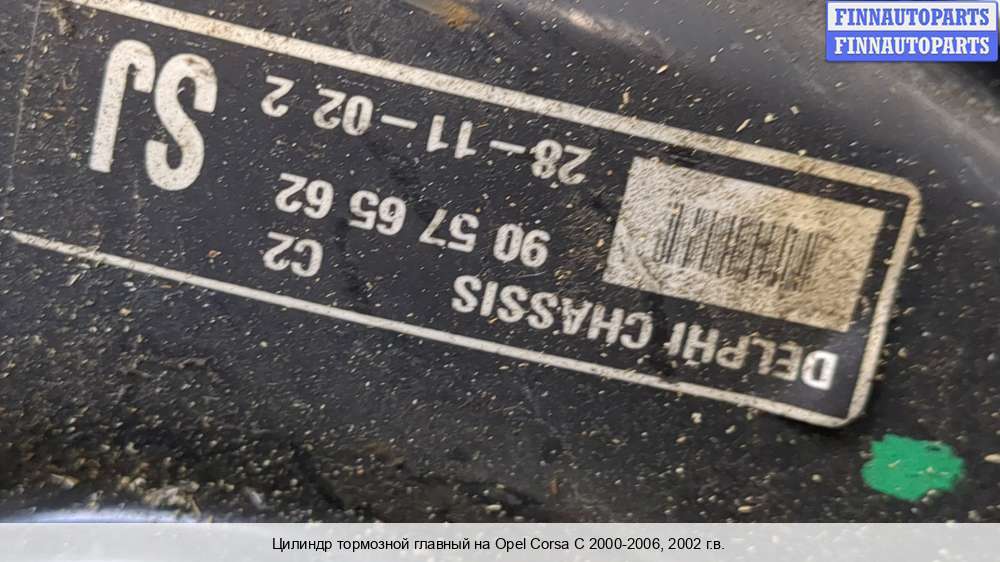 FINNAUTOPARTS
FINNAUTOPARTS
DELPHI CHASSIS C2
90 57 65 62
28-11-02 2
SJ
Цилиндр тормозной главный на Opel Corsa C 2000-2006, 2002 г.в.